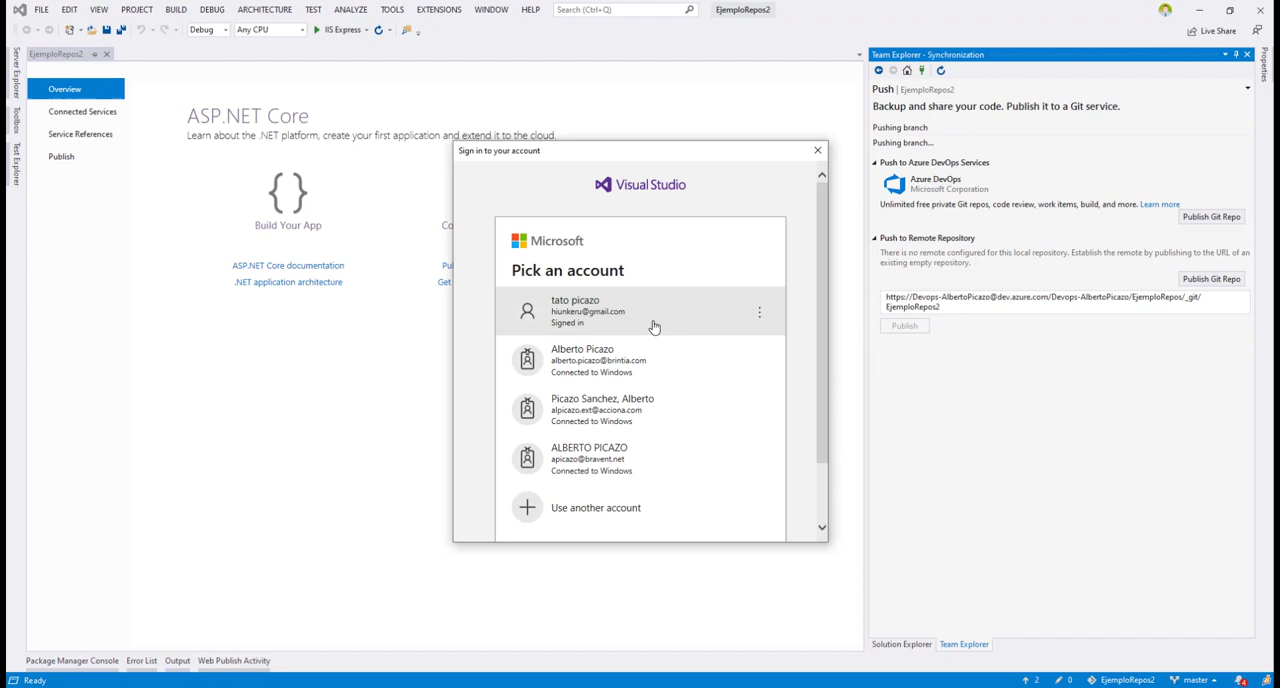 FILE EDIT VIEW PROJECT BUILD DEBUG ARCHITECTURE TEST ANALYZE TOOLS EXTENSIONS WINDOW HELP Search (Ctrl+Q) EjemploRepos2
Debug Any CPU IIS Express Live Share
Server Explorer
Toolbox
Test Explorer
EjemploRepos2
Overview
Connected Services
Service References
Publish
ASP.NET Core
Learn about the .NET platform, create your first application and extend it to the cloud.
Build Your App
ASP.NET Core documentation
.NET application architecture
Co
Pu
Get
Sign in to your account
Visual Studio
Microsoft
Pick an account
tato picazo
hiunkeru@gmail.com
Signed in
Alberto Picazo
alberto.picazo@brintia.com
Connected to Windows
Picazo Sanchez, Alberto
alpicazo.ext@acciona.com
Connected to Windows
ALBERTO PICAZO
apicazo@bravent.net
Connected to Windows
Use another account
Team Explorer - Synchronization
Push | EjemploRepos2
Backup and share your code. Publish it to a Git service.
Pushing branch
Pushing branch...
Push to Azure DevOps Services
Azure DevOps
Microsoft Corporation
Unlimited free private Git repos, code review, work items, build, and more. Learn more
Publish Git Repo
Push to Remote Repository
There is no remote configured for this local repository. Establish the remote by publishing to the URL of an
existing empty repository.
Publish Git Repo
https://Devops-AlbertoPicazo@dev.azure.com/Devops-AlbertoPicazo/EjemploRepos/_git/
EjemploRepos2
Publish
Properties
Solution Explorer Team Explorer
Package Manager Console Error List Output Web Publish Activity
Ready 2 0 EjemploRepos2 master 4